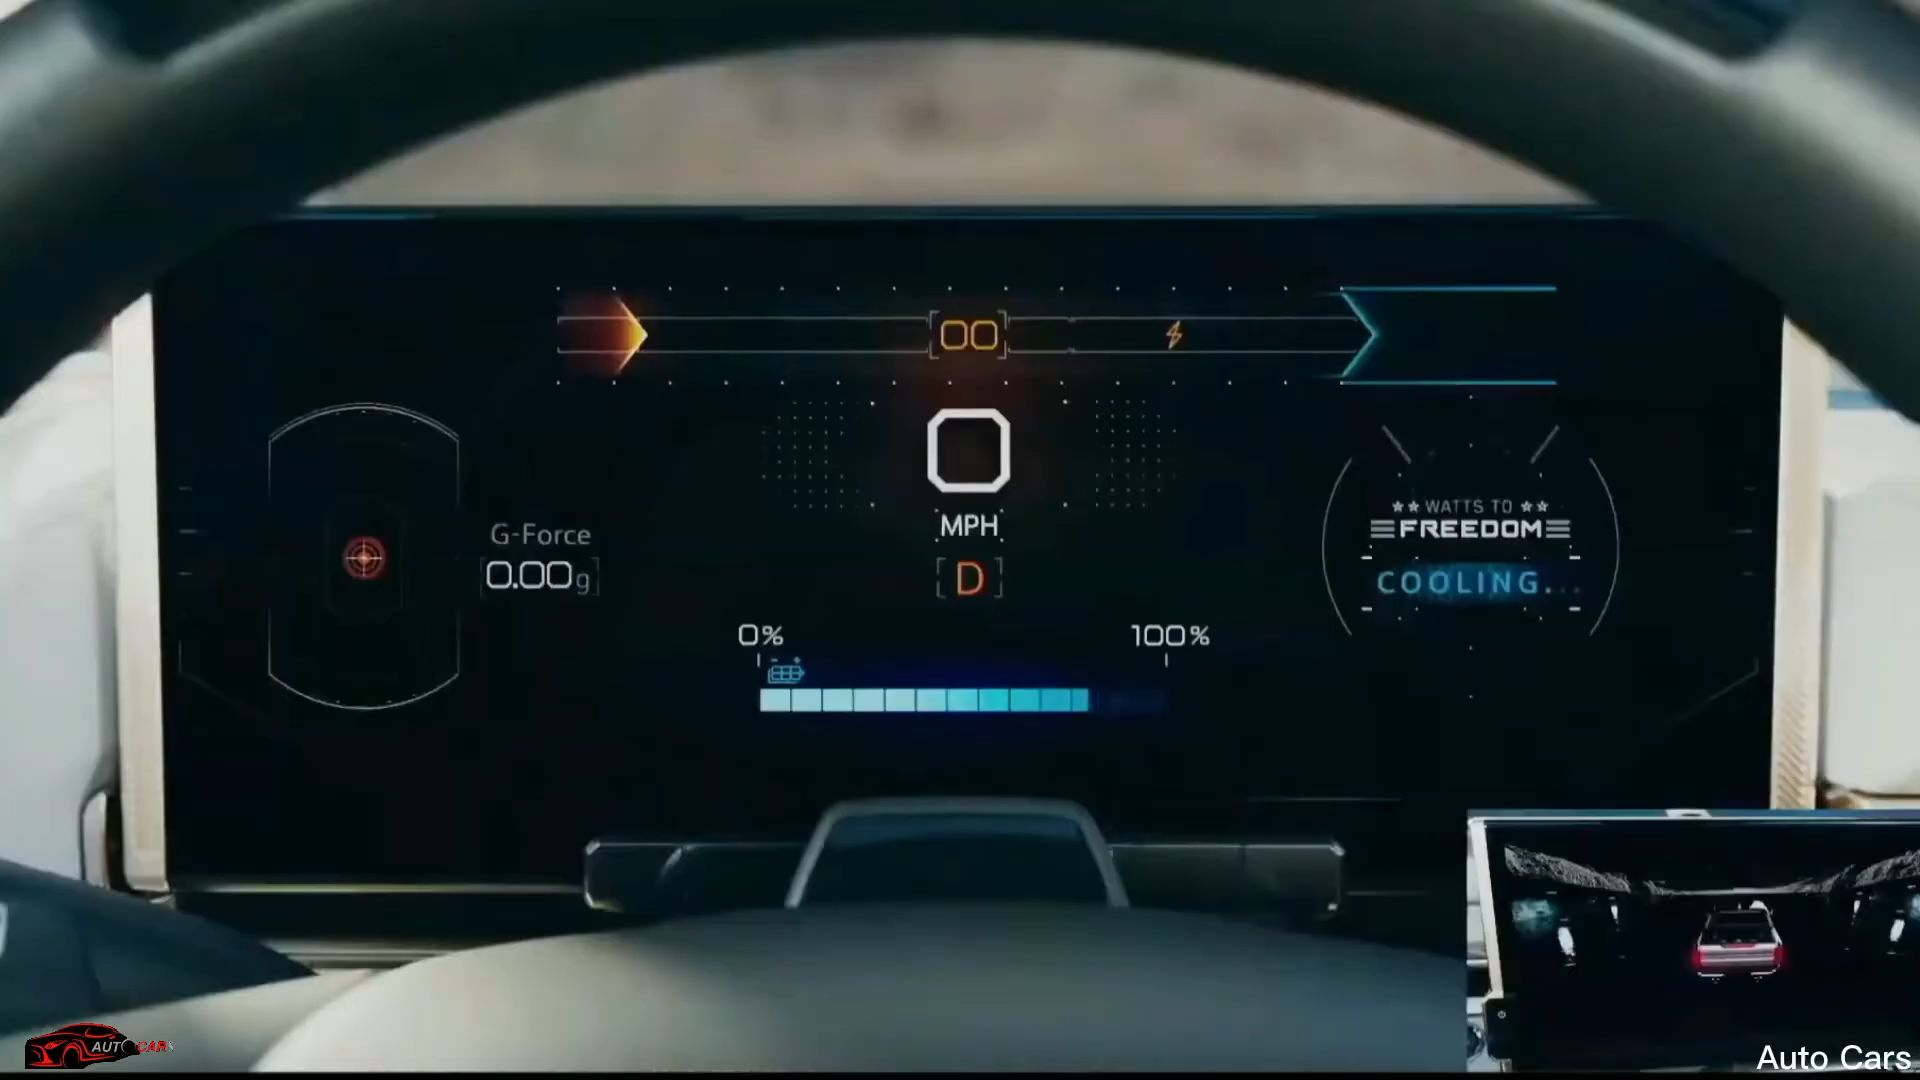 00
0
MPH
D
G-Force
0.00g
0%
100%
★★ WATTS TO ★★
FREEDOM
COOLING...
AUTO CARS
Auto Cars